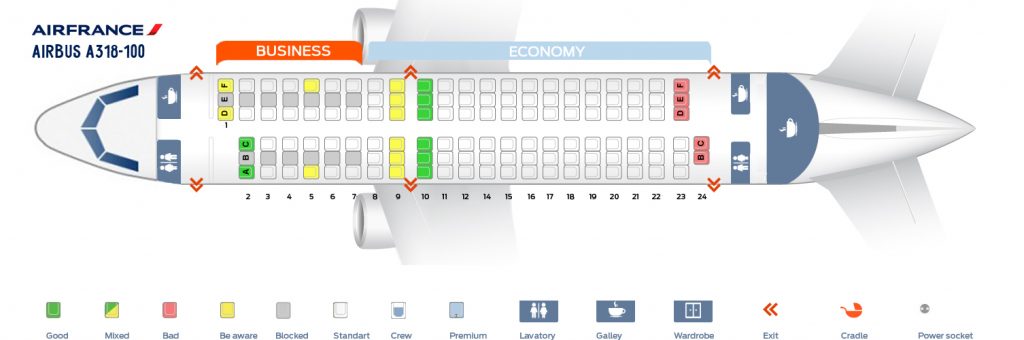 AIRFRANCE
AIRBUS A318-100
BUSINESS
ECONOMY
F
E
D
1
F
E
D
C
B
A
C
B
2 3 4 5 6 7 8 9 10 11 12 14 15 16 17 18 19 20 21 22 23 24
Good Mixed Bad Be aware Blocked Standart Crew Premium Lavatory Galley Wardrobe Exit Cradle Power socket